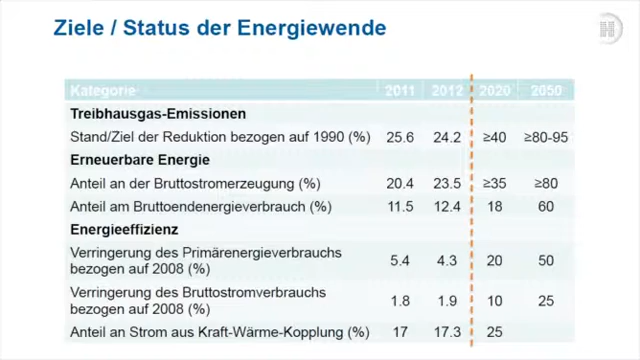 Ziele / Status der Energiewende
H
Kategorie 2011 2012 2020 2050
Treibhausgas-Emissionen
Stand/Ziel der Reduktion bezogen auf 1990 (%) 25.6 24.2 ≥40 ≥80-95
Erneuerbare Energie
Anteil an der Bruttostromerzeugung (%) 20.4 23.5 ≥35 ≥80
Anteil am Bruttoendenergieverbrauch (%) 11.5 12.4 18 60
Energieeffizienz
Verringerung des Primärenergieverbrauchs
bezogen auf 2008 (%) 5.4 4.3 20 50
Verringerung des Bruttostromverbrauchs
bezogen auf 2008 (%) 1.8 1.9 10 25
Anteil an Strom aus Kraft-Wärme-Kopplung (%) 17 17.3 25